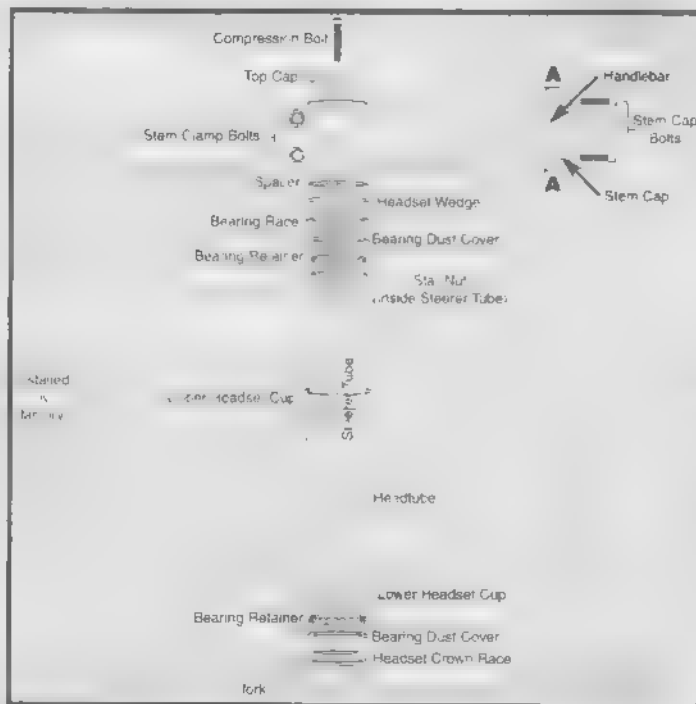 Compression Bolt
Top Cap
A
Handlebar
Stem Clamp Bolts
Stem Cap
Bolts
Spacer
A
Stem Cap
Headset Wedge
Bearing Race
Bearing Dust Cover
Bearing Retainer
Star Nut
(Inside Steerer Tube)
Steerer Tube
Headset Cup
Headtube
Lower Headset Cup
Bearing Retainer
Bearing Dust Cover
Headset Crown Race
fork